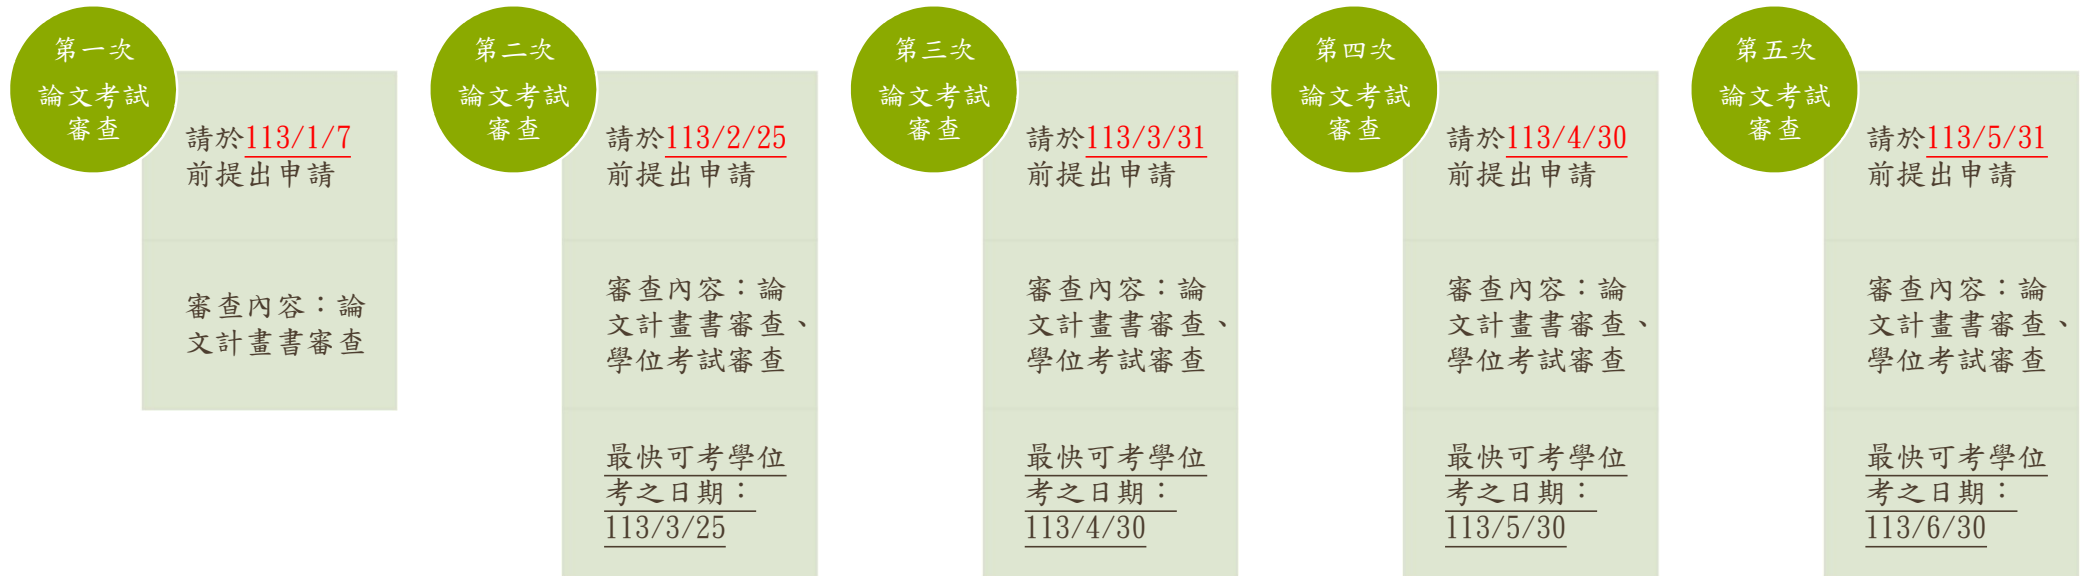 第一次
論文考試
審查
請於113/1/7
前提出申請
審查內容：論
文計畫書審查
第二次
論文考試
審查
請於113/2/25
前提出申請
審查內容：論
文計畫書審查、
學位考試審查
最快可考學位
考之日期：
113/3/25
第三次
論文考試
審查
請於113/3/31
前提出申請
審查內容：論
文計畫書審查、
學位考試審查
最快可考學位
考之日期：
113/4/30
第四次
論文考試
審查
請於113/4/30
前提出申請
審查內容：論
文計畫書審查、
學位考試審查
最快可考學位
考之日期：
113/5/30
第五次
論文考試
審查
請於113/5/31
前提出申請
審查內容：論
文計畫書審查、
學位考試審查
最快可考學位
考之日期：
113/6/30